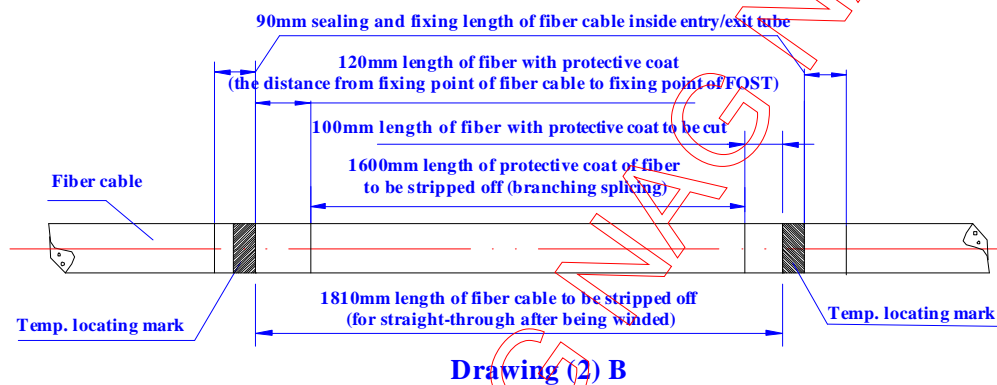 90mm sealing and fixing length of fiber cable inside entry/exit tube
120mm length of fiber with protective coat
(the distance from fixing point of fiber cable to fixing point of FOST)
100mm length of fiber with protective coat to be cut
1600mm length of protective coat of fiber
to be stripped off (branching splicing)
Fiber cable
1810mm length of fiber cable to be stripped off
(for straight-through after being winded)
Temp. locating mark
Temp. locating mark
Drawing (2) B